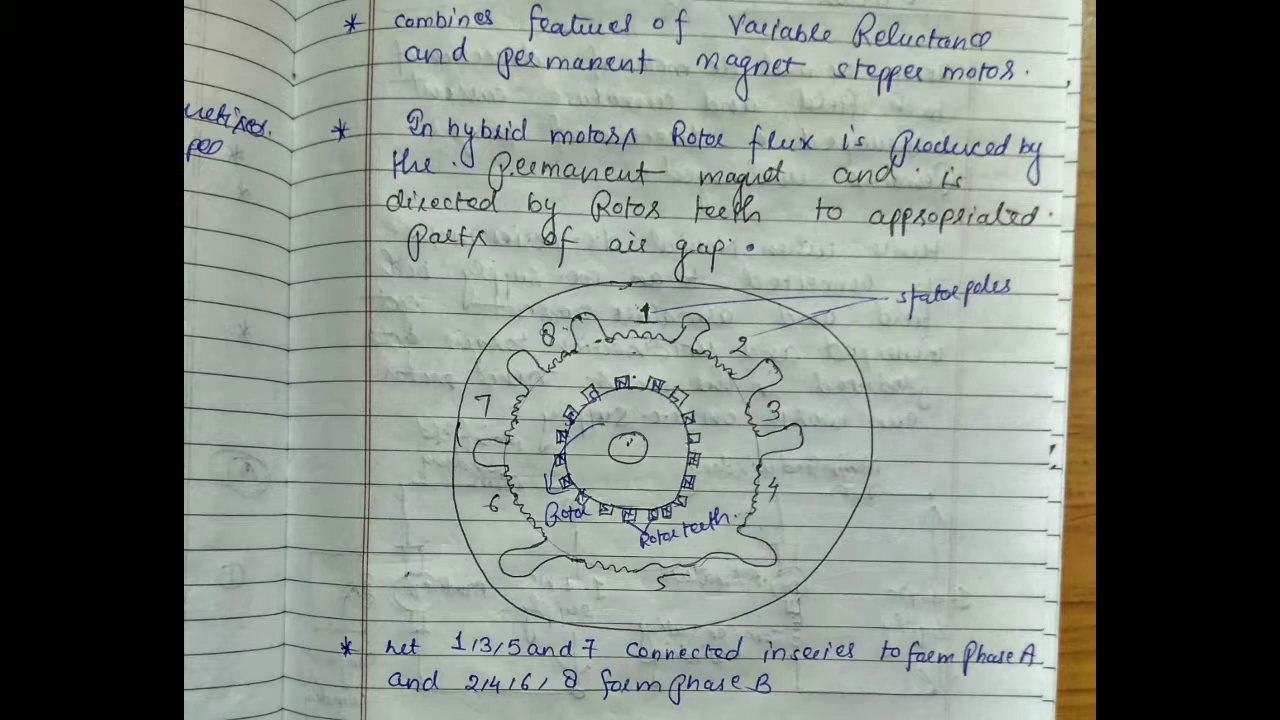 * combines features of Variable Reluctance
and permanent magnet stepper motor.
* In hybrid motors Rotor flux is produced by
the permanent magnet and is
directed by Rotor teeth to appropriated
parts of air gap.
stator poles
1
8
2
7
3
6
4
Rotor
Rotor teeth.
5
* Let 1,3,5 and 7 connected in series to form Phase A
and 2,4,6,8 form phase B